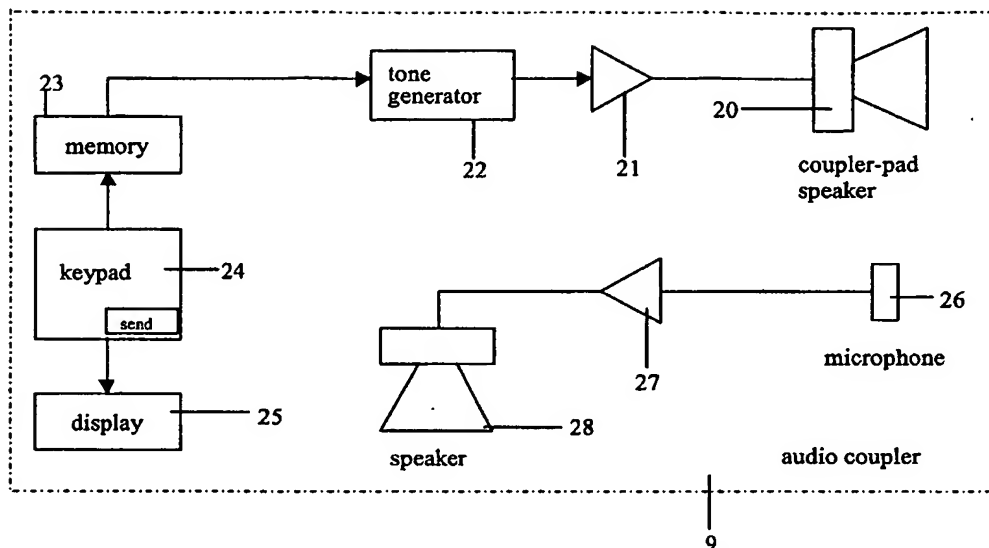 23
tone
generator
20
memory
22
21
coupler-pad
speaker
keypad
24
send
26
27
microphone
display
25
28
speaker
audio coupler
9